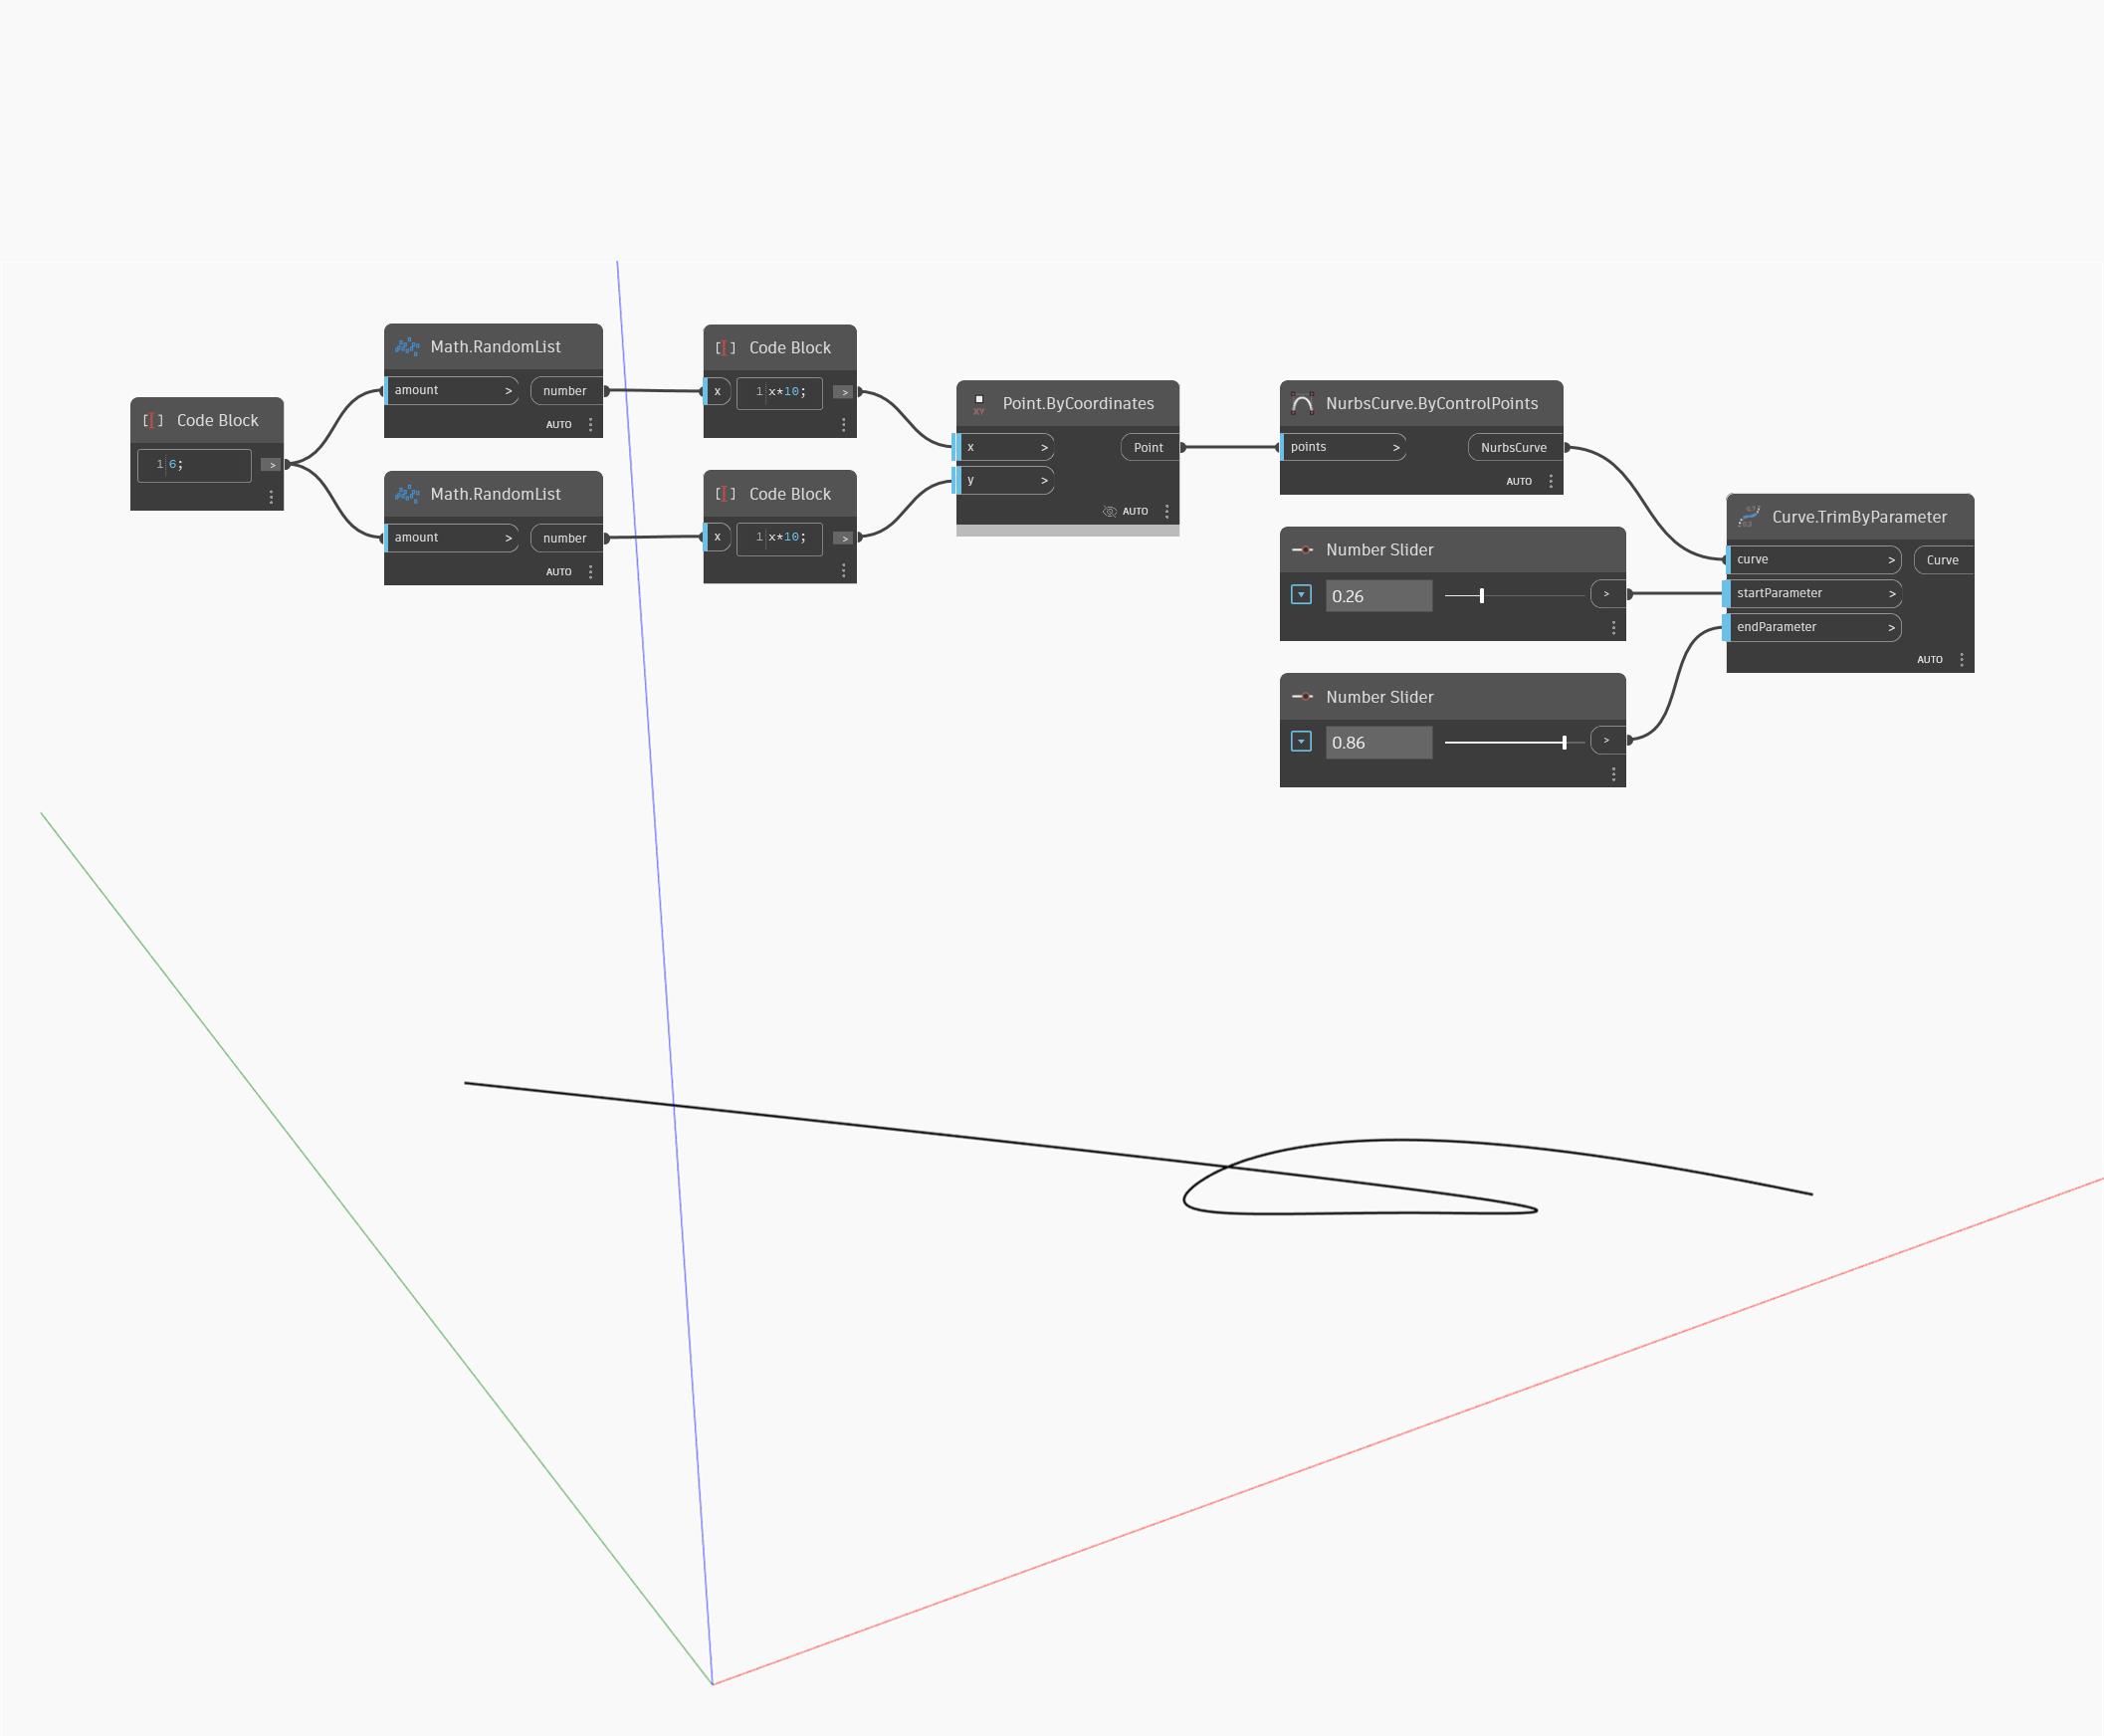 Code Block
1 6;
>
Math.RandomList
amount > number
AUTO
Math.RandomList
amount > number
AUTO
Code Block
x 1 x*10; >
Code Block
x 1 x*10; >
XY Point.ByCoordinates
x > Point
y >
AUTO
NurbsCurve.ByControlPoints
points > NurbsCurve
AUTO
Number Slider
0.26 >
Number Slider
0.86 >
Curve.TrimByParameter
curve > Curve
startParameter >
endParameter >
AUTO